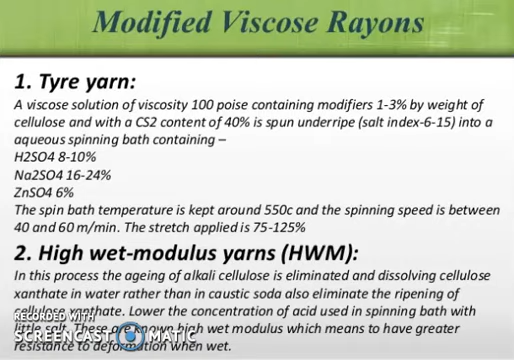 Modified Viscose Rayons
1. Tyre yarn:
A viscose solution of viscosity 100 poise containing modifiers 1-3% by weight of
cellulose and with a CS2 content of 40% is spun underripe (salt index-6-15) into a
aqueous spinning bath containing –
H2SO4 8-10%
Na2SO4 16-24%
ZnSO4 6%
The spin bath temperature is kept around 550c and the spinning speed is between
40 and 60 m/min. The stretch applied is 75-125%
2. High wet-modulus yarns (HWM):
In this process the ageing of alkali cellulose is eliminated and dissolving cellulose
xanthate in water rather than in caustic soda also eliminate the ripening of
cellulose xanthate. Lower the concentration of acid used in spinning bath with
little salt. These are known high wet modulus which means to have greater
resistance to deformation when wet.
RECORDED WITH
SCREENCAST MATIC